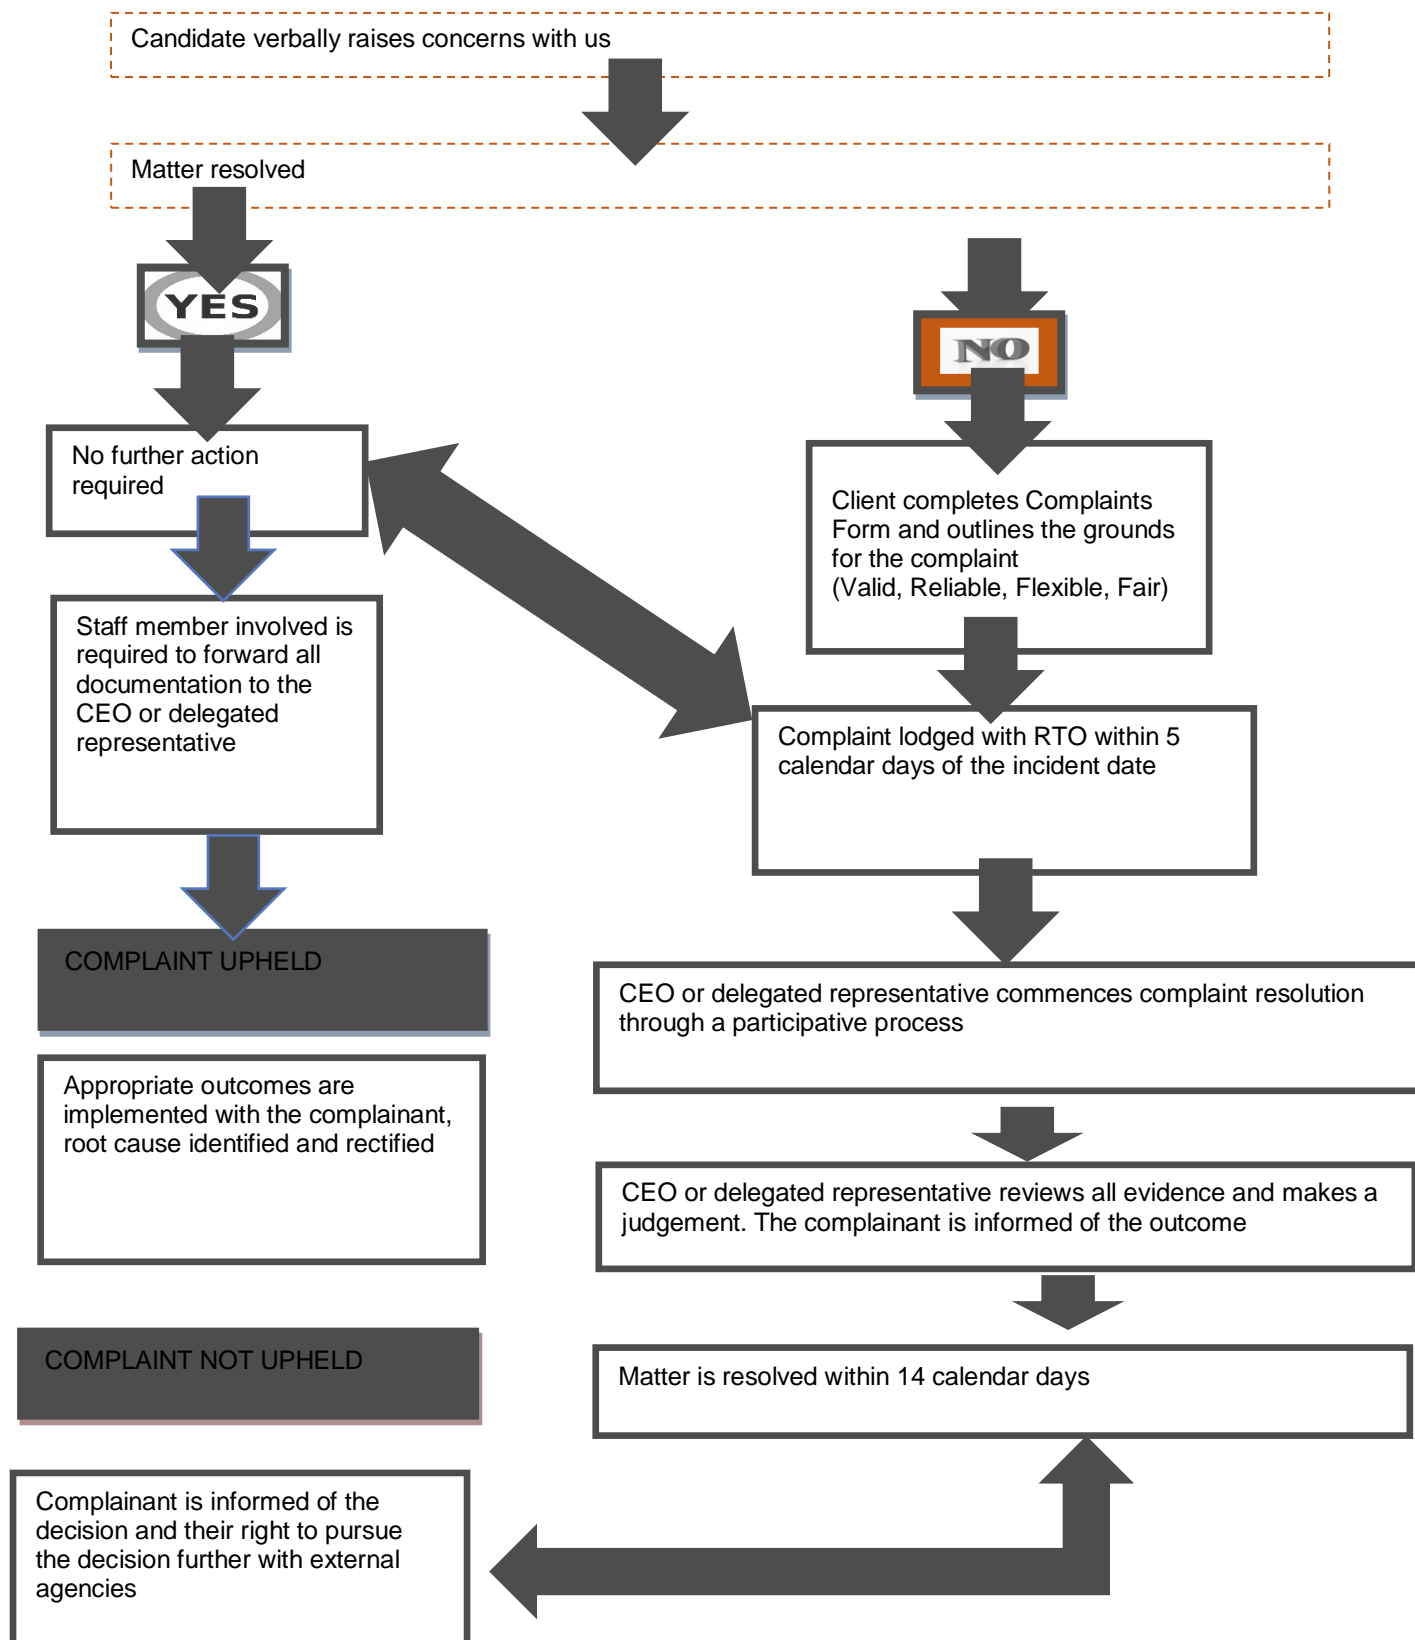 Candidate verbally raises concerns with us
Matter resolved
YES
NO
No further action
required
Client completes Complaints
Form and outlines the grounds
for the complaint
(Valid, Reliable, Flexible, Fair)
Staff member involved is
required to forward all
documentation to the
CEO or delegated
representative
Complaint lodged with RTO within 5
calendar days of the incident date
COMPLAINT UPHELD
CEO or delegated representative commences complaint resolution
through a participative process
Appropriate outcomes are
implemented with the complainant,
root cause identified and rectified
CEO or delegated representative reviews all evidence and makes a
judgement. The complainant is informed of the outcome
COMPLAINT NOT UPHELD
Matter is resolved within 14 calendar days
Complainant is informed of the
decision and their right to pursue
the decision further with external
agencies